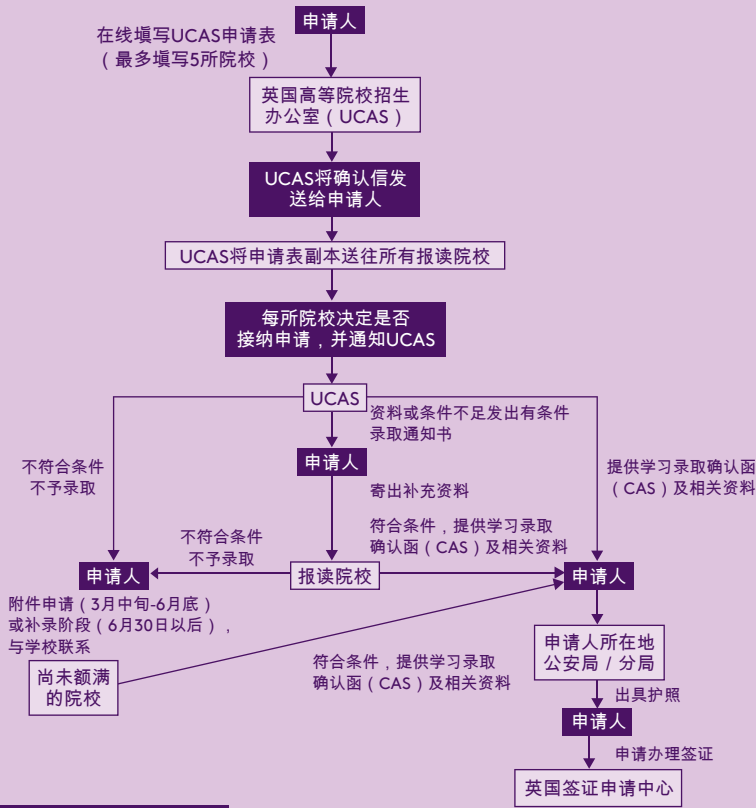 申请人
在线填写UCAS申请表
（最多填写5所院校）
英国高等院校招生
办公室（UCAS）
UCAS将确认信发
送给申请人
UCAS将申请表副本送往所有报读院校
每所院校决定是否
接纳申请，并通知UCAS
UCAS
资料或条件不足发出有条件
录取通知书
不符合条件
不予录取
申请人
提供学习录取确认函
（CAS）及相关资料
寄出补充资料
不符合条件
不予录取
符合条件，提供学习录取
确认函（CAS）及相关资料
申请人
报读院校
申请人
附件申请（3月中旬-6月底）
或补录阶段（6月30日以后），
与学校联系
尚未额满
的院校
符合条件，提供学习录取
确认函（CAS）及相关资料
申请人所在地
公安局/分局
出具护照
申请人
申请办理签证
英国签证申请中心